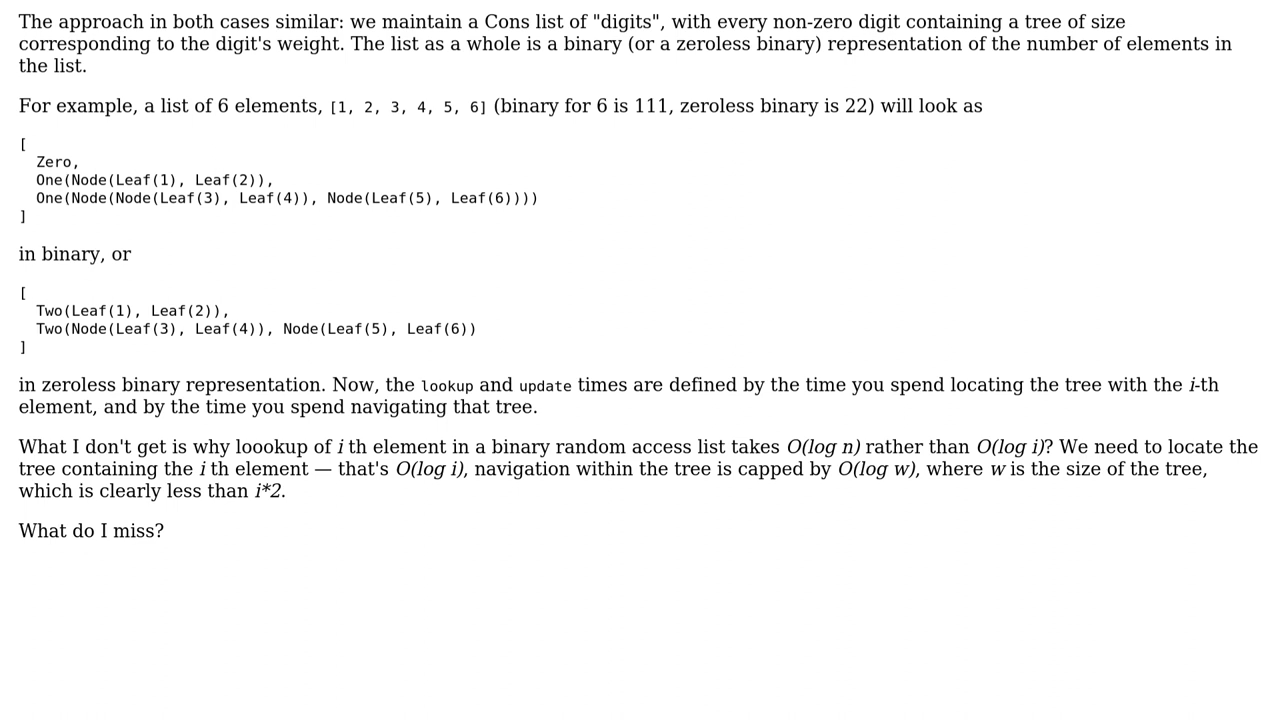 The approach in both cases similar: we maintain a Cons list of "digits", with every non-zero digit containing a tree of size
corresponding to the digit's weight. The list as a whole is a binary (or a zeroless binary) representation of the number of elements in
the list.
For example, a list of 6 elements, [1, 2, 3, 4, 5, 6] (binary for 6 is 111, zeroless binary is 22) will look as
[
  Zero,
  One(Node(Leaf(1), Leaf(2)),
  One(Node(Node(Leaf(3), Leaf(4)), Node(Leaf(5), Leaf(6))))
]
in binary, or
[
  Two(Leaf(1), Leaf(2)),
  Two(Node(Leaf(3), Leaf(4)), Node(Leaf(5), Leaf(6))
]
in zeroless binary representation. Now, the lookup and update times are defined by the time you spend locating the tree with the i-th
element, and by the time you spend navigating that tree.
What I don't get is why loookup of i th element in a binary random access list takes O(log n) rather than O(log i)? We need to locate the
tree containing the i th element — that's O(log i), navigation within the tree is capped by O(log w), where w is the size of the tree,
which is clearly less than i*2.
What do I miss?